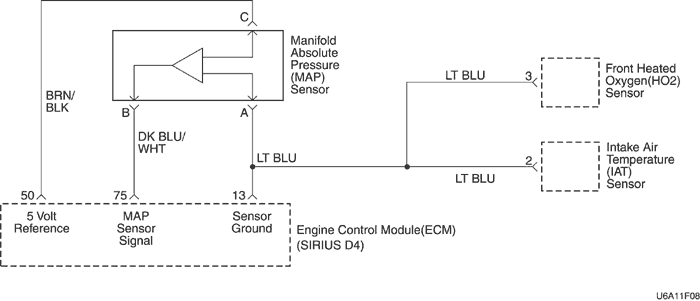 C
Manifold
Absolute
Pressure
(MAP)
Sensor
BRN/
BLK
B
A
DK BLU/
WHT
LT BLU
LT BLU
3
Front Heated
Oxygen(HO2)
Sensor
LT BLU
2
Intake Air
Temperature
(IAT)
Sensor
50
75
13
5 Volt
Reference
MAP
Sensor
Signal
Sensor
Ground
Engine Control Module(ECM)
(SIRIUS D4)
U6A11F08